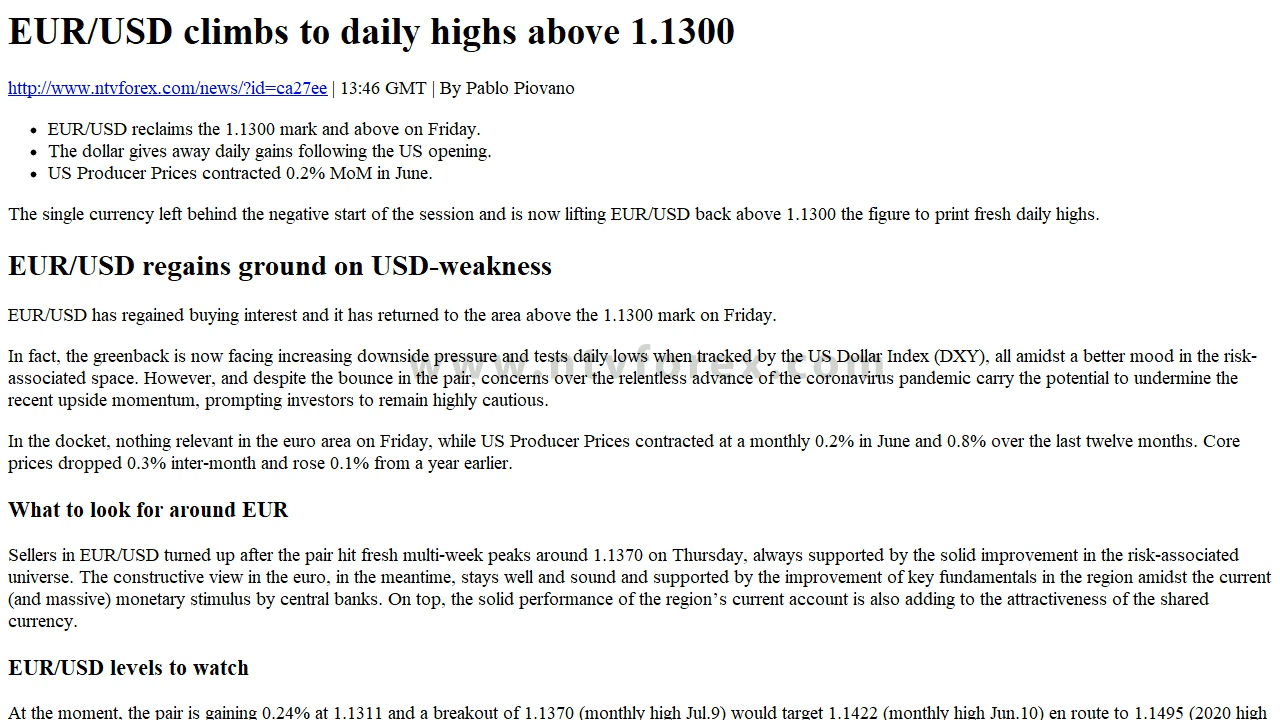 EUR/USD climbs to daily highs above 1.1300
http://www.ntvforex.com/news/?id=ca27ee | 13:46 GMT | By Pablo Piovano
• EUR/USD reclaims the 1.1300 mark and above on Friday.
• The dollar gives away daily gains following the US opening.
• US Producer Prices contracted 0.2% MoM in June.
The single currency left behind the negative start of the session and is now lifting EUR/USD back above 1.1300 the figure to print fresh daily highs.
EUR/USD regains ground on USD-weakness
EUR/USD has regained buying interest and it has returned to the area above the 1.1300 mark on Friday.
www.ntvforex.com
In fact, the greenback is now facing increasing downside pressure and tests daily lows when tracked by the US Dollar Index (DXY), all amidst a better mood in the risk-
associated space. However, and despite the bounce in the pair, concerns over the relentless advance of the coronavirus pandemic carry the potential to undermine the
recent upside momentum, prompting investors to remain highly cautious.
In the docket, nothing relevant in the euro area on Friday, while US Producer Prices contracted at a monthly 0.2% in June and 0.8% over the last twelve months. Core
prices dropped 0.3% inter-month and rose 0.1% from a year earlier.
What to look for around EUR
Sellers in EUR/USD turned up after the pair hit fresh multi-week peaks around 1.1370 on Thursday, always supported by the solid improvement in the risk-associated
universe. The constructive view in the euro, in the meantime, stays well and sound and supported by the improvement of key fundamentals in the region amidst the current
(and massive) monetary stimulus by central banks. On top, the solid performance of the region’s current account is also adding to the attractiveness of the shared
currency.
EUR/USD levels to watch
At the moment, the pair is gaining 0.24% at 1.1311 and a breakout of 1.1370 (monthly high Jul.9) would target 1.1422 (monthly high Jun.10) en route to 1.1495 (2020 high